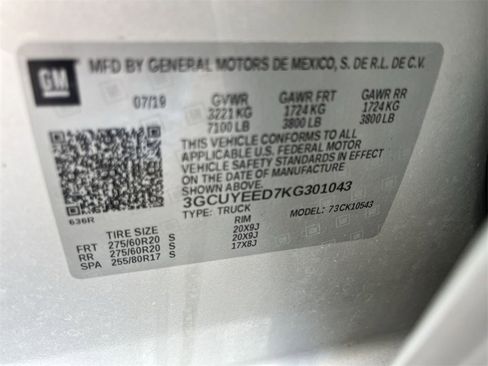 GM
MFD BY GENERAL MOTORS DE MEXICO, S. DE R.L. DE C.V.
07/19 GVWR GAWR FRT GAWR RR
3221 KG 1724 KG 1724 KG
7100 LB 3800 LB 3800 LB
THIS VEHICLE CONFORMS TO ALL
APPLICABLE U.S. FEDERAL MOTOR
VEHICLE SAFETY STANDARDS IN EFFECT
ON THE DATE OF MANUFACTURE
SHOWN ABOVE.
3GCUYEED7KG301043
636R TYPE: TRUCK MODEL: 73CK10543
TIRE SIZE RIM
FRT 275/60R20 S 20X9J
RR 275/60R20 S 20X9J
SPA 255/80R17 S 17X8J